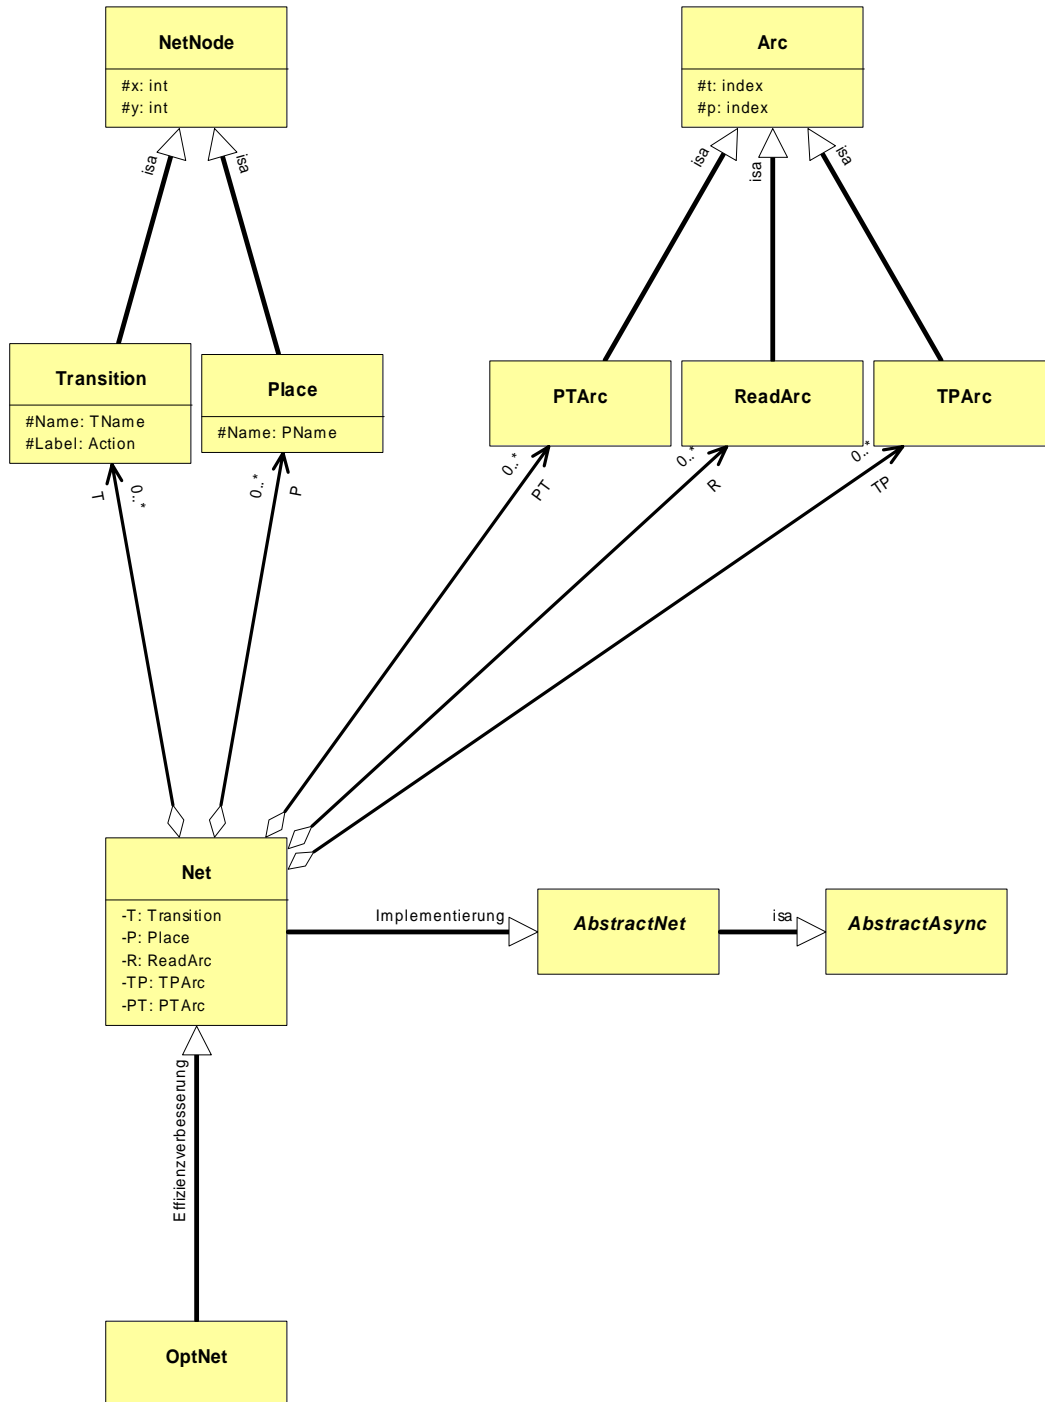 NetNode
#x: int
#y: int
Arc
#t: index
#p: index
isa
isa
isa
isa
isa
Transition
#Name: TName
#Label: Action
Place
#Name: PName
PTArc
ReadArc
TPArc
T
0..*
0..*
P
0..*
PT
0..*
R
0..*
TP
Net
-T: Transition
-P: Place
-R: ReadArc
-TP: TPArc
-PT: PTArc
Implementierung
AbstractNet
isa
AbstractAsync
Effizienzverbesserung
OptNet